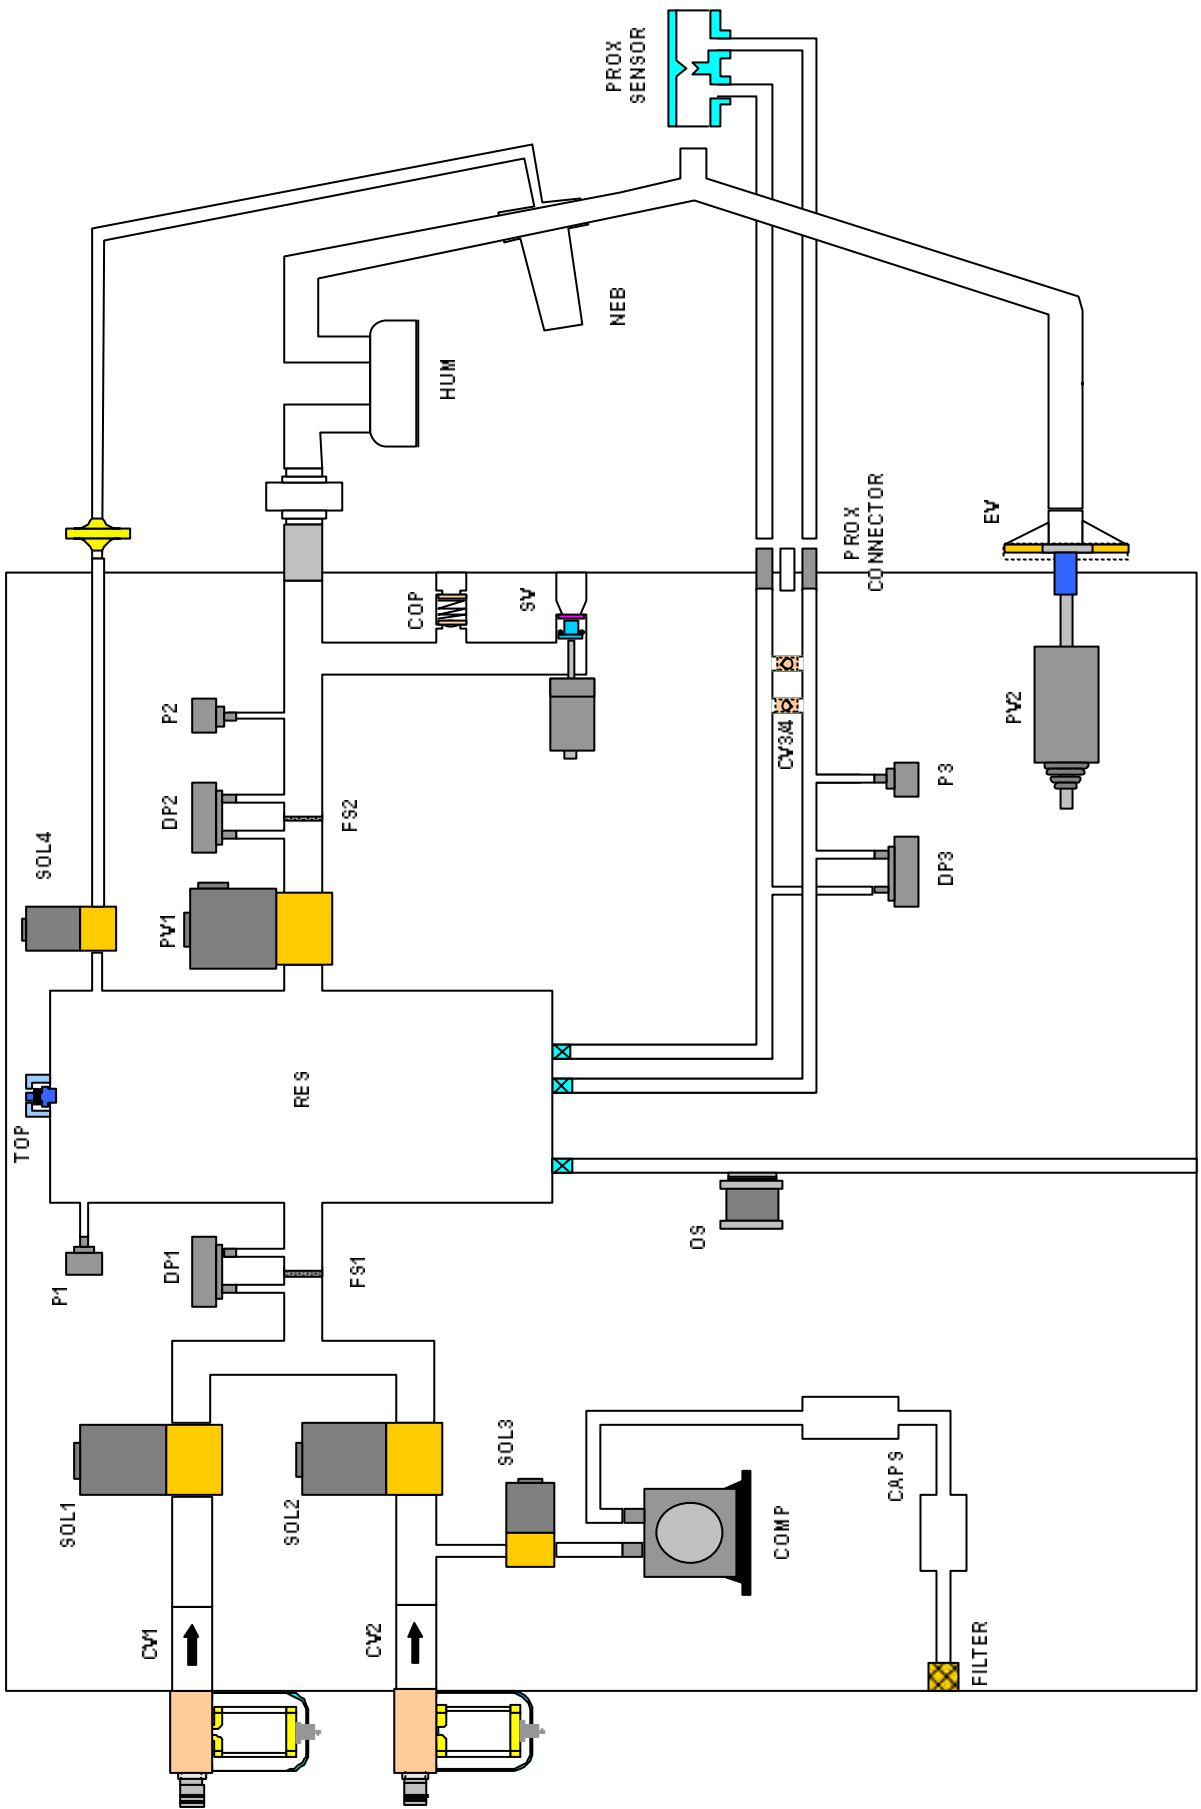 PROX
SENSOR
NEB
HUM
PROX
CONNECTOR
EV
COP
SV
P2
DP2
FS2
SOL4
PV1
CV3/4
PV2
P3
DP3
TOP
RES
P1
DP1
FS1
OS
SOL1
SOL2
SOL3
COMP
CAPS
CV1
CV2
FILTER